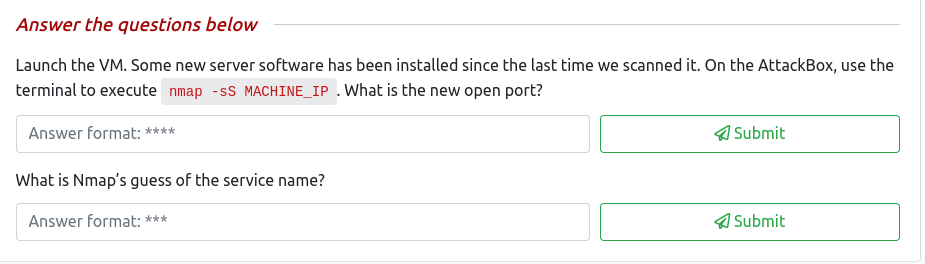 Answer the questions below
Launch the VM. Some new server software has been installed since the last time we scanned it. On the AttackBox, use the
terminal to execute nmap -sS MACHINE_IP . What is the new open port?
Answer format: **** Submit
What is Nmap’s guess of the service name?
Answer format: *** Submit